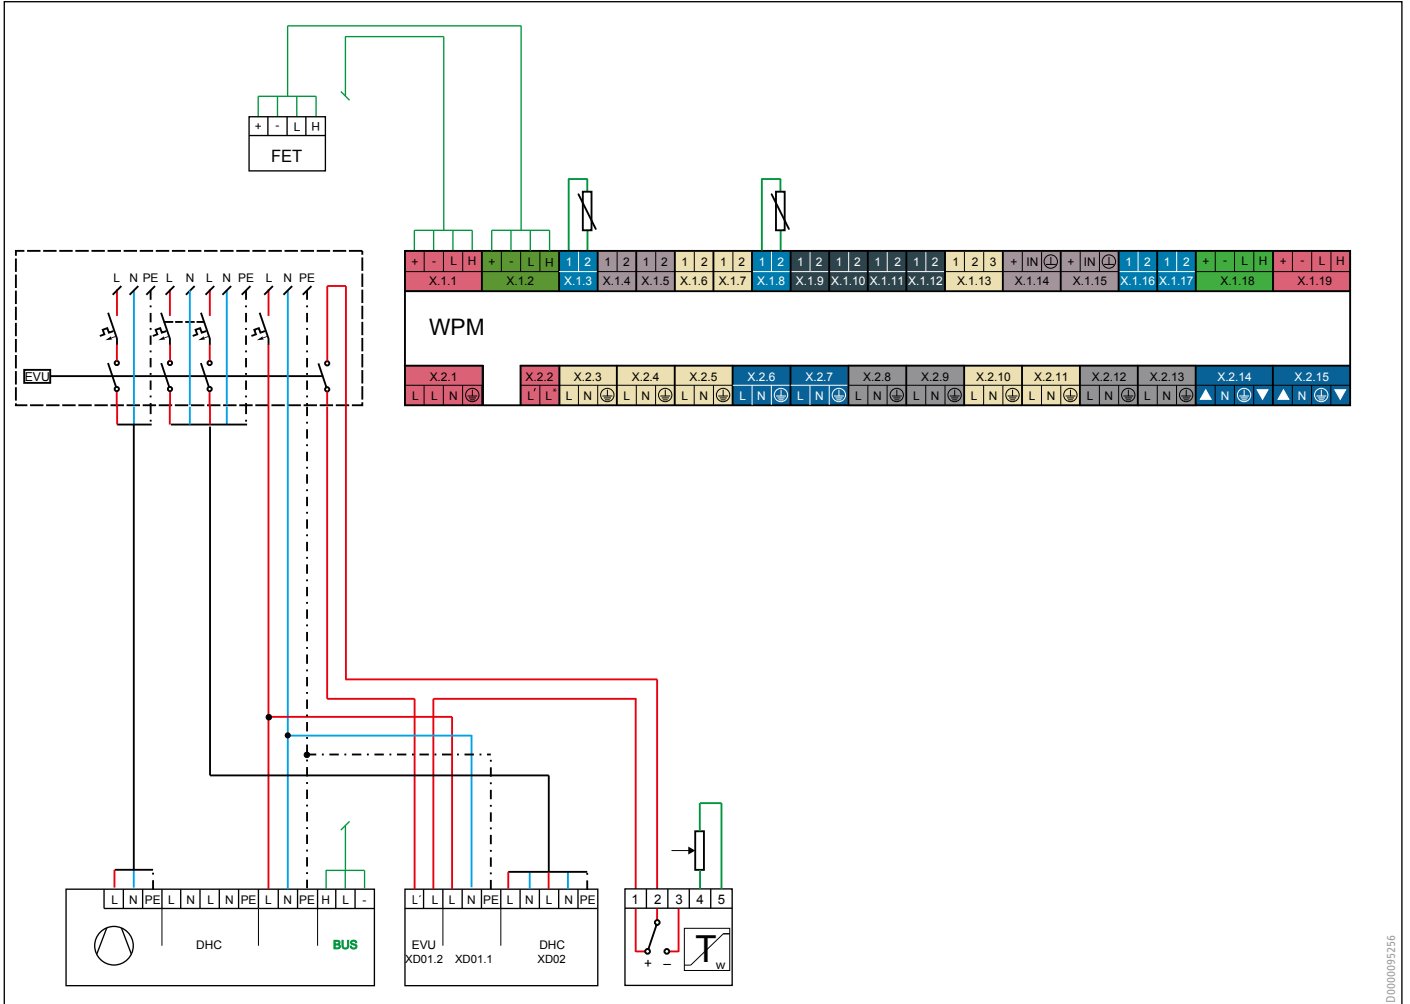 + - L H
FET
+ - L H + - L H 1 2 1 2 1 2 1 2 1 2 1 2 1 2 1 2 1 2 1 2 1 2 3 + IN + IN 1 2 1 2 + - L H + - L H
X.1.1 X.1.2 X.1.3 X.1.4 X.1.5 X.1.6 X.1.7 X.1.8 X.1.9 X.1.10 X.1.11 X.1.12 X.1.13 X.1.14 X.1.15 X.1.16 X.1.17 X.1.18 X.1.19
L N PE L N L N PE L N PE
WPM
EVU
X.2.1 X.2.2 X.2.3 X.2.4 X.2.5 X.2.6 X.2.7 X.2.8 X.2.9 X.2.10 X.2.11 X.2.12 X.2.13 X.2.14 X.2.15
L L N L' L* L N L N L N L N L N L N L N L N L N L N L N N N
L N PE L N L N PE L N PE H L -
DHC
BUS
L' L L N PE L N L N PE
EVU
XD01.2
XD01.1
DHC
XD02
1 2 3 4 5
+ -
T
W
D0000095256